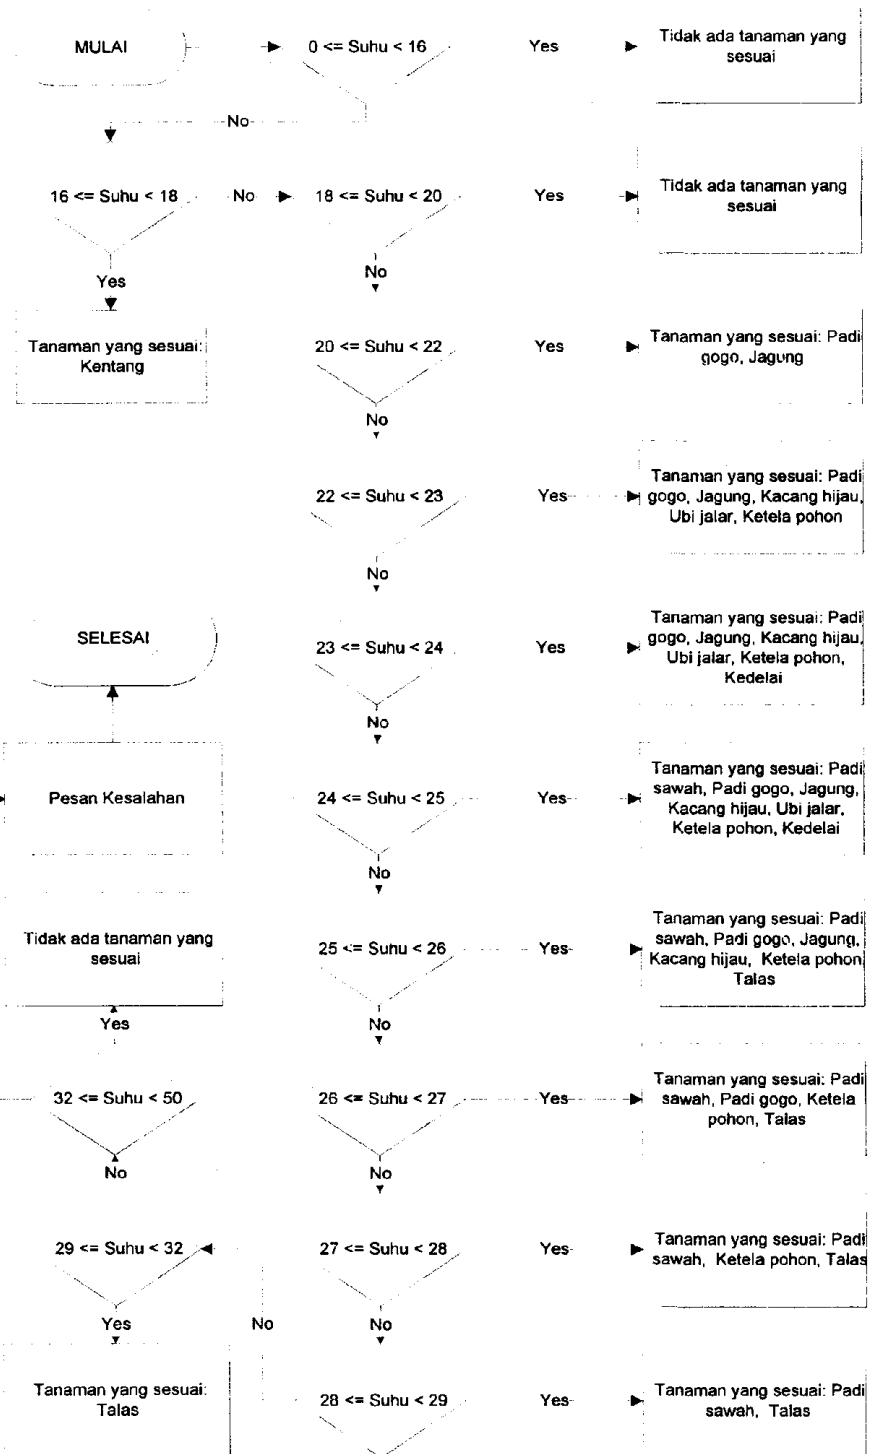 MULAI
0 <= Suhu < 16
Yes
Tidak ada tanaman yang
sesuai
No
16 <= Suhu < 18
No
18 <= Suhu < 20
Yes
Tidak ada tanaman yang
sesuai
Yes
No
Tanaman yang sesuai:
Kentang
20 <= Suhu < 22
Yes
Tanaman yang sesuai: Padi
gogo, Jagung
No
22 <= Suhu < 23
Yes
Tanaman yang sesuai: Padi
gogo, Jagung, Kacang hijau,
Ubi jalar, Ketela pohon
No
SELESAI
23 <= Suhu < 24
Yes
Tanaman yang sesuai: Padi
gogo, Jagung, Kacang hijau,
Ubi jalar, Ketela pohon,
Kedelai
No
Pesan Kesalahan
24 <= Suhu < 25
Yes
Tanaman yang sesuai: Padi
sawah, Padi gogo, Jagung,
Kacang hijau, Ubi jalar,
Ketela pohon, Kedelai
No
Tidak ada tanaman yang
sesuai
25 <= Suhu < 26
Yes
Tanaman yang sesuai: Padi
sawah, Padi gogo, Jagung,
Kacang hijau, Ketela pohon
Talas
Yes
No
32 <= Suhu < 50
26 <= Suhu < 27
Yes
Tanaman yang sesuai: Padi
sawah, Padi gogo, Ketela
pohon, Talas
No
No
29 <= Suhu < 32
27 <= Suhu < 28
Yes
Tanaman yang sesuai: Padi
sawah, Ketela pohon, Talas
Yes
No
No
Tanaman yang sesuai:
Talas
28 <= Suhu < 29
Yes
Tanaman yang sesuai: Padi
sawah, Talas